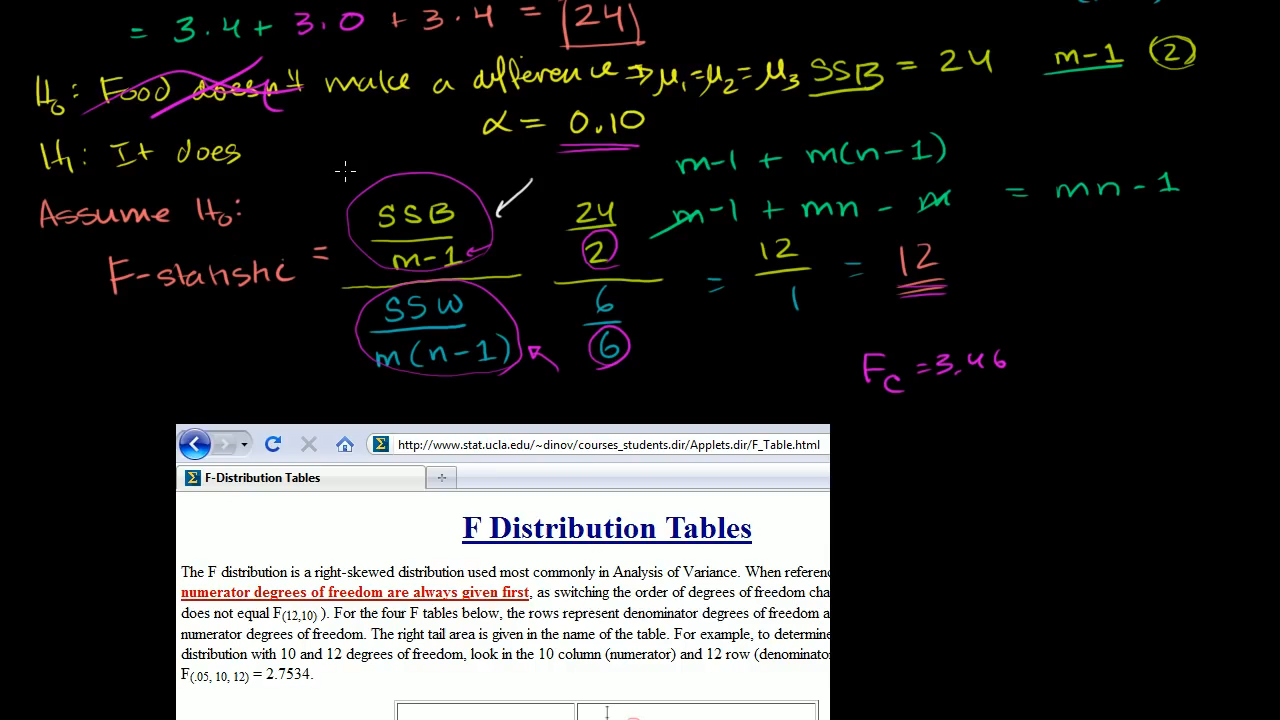 = 3.4 + 3.0 + 3.4 = 24
H0: Food doesn't make a difference → μ1=μ2=μ3 SSB = 24 m-1 2
α = 0.10
H1: It does
m-1 + m(n-1)
Assume H0:
m-1 + mn - m = mn - 1
F-statistic = SSB / m-1 24 / 2 = 12 / 1 = 12
SSW / m(n-1) 6 / 6
Fc = 3.46
http://www.stat.ucla.edu/~dinov/courses_students.dir/Applets.dir/F_Table.html
F-Distribution Tables
F Distribution Tables
The F distribution is a right-skewed distribution used most commonly in Analysis of Variance. When referenc
numerator degrees of freedom are always given first, as switching the order of degrees of freedom cha
does not equal F(12,10) ). For the four F tables below, the rows represent denominator degrees of freedom a
numerator degrees of freedom. The right tail area is given in the name of the table. For example, to determine
distribution with 10 and 12 degrees of freedom, look in the 10 column (numerator) and 12 row (denominato
F(.05, 10, 12) = 2.7534.